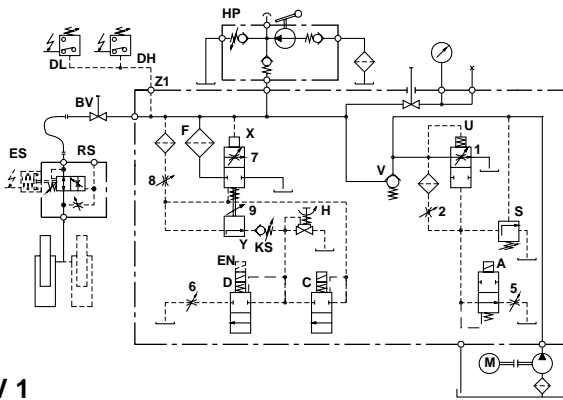 HP
DL DH
Z1
BV
F X U
7 1
ES RS
8 V
9 H 2 S
Y KS
EN A
6 D C 5
M
V 1